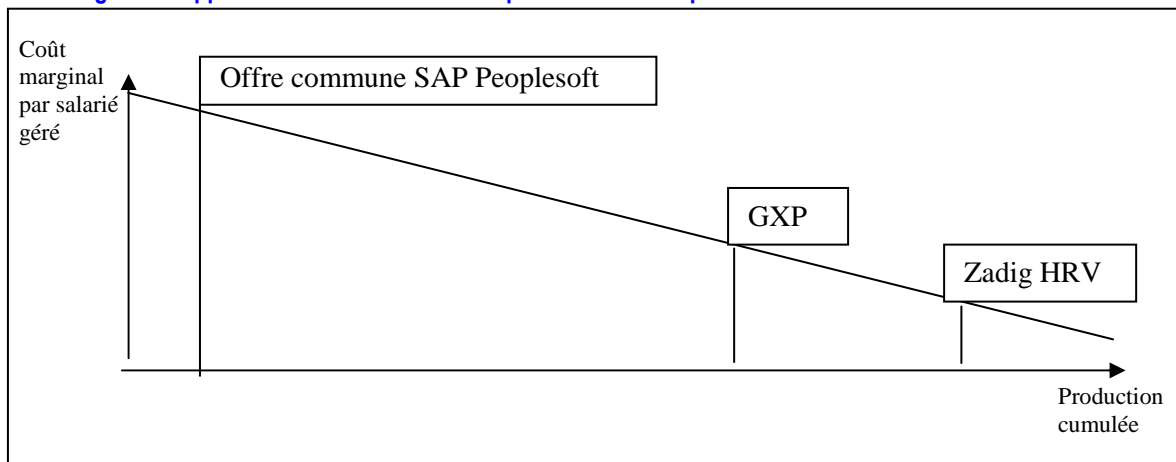 Coût
marginal
par salarié
géré
Offre commune SAP Peoplesoft
GXP
Zadig HRV
Production
cumulée